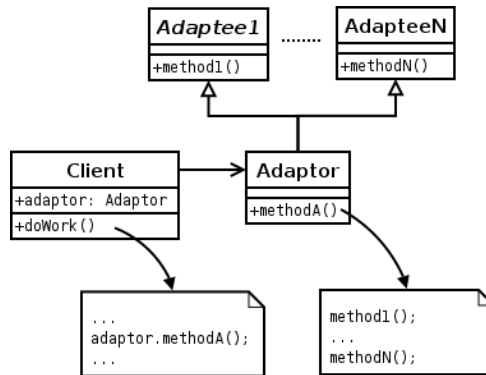 Adaptee1
+method1()
........
AdapteeN
+methodN()
Client
+adaptor: Adaptor
+doWork()
Adaptor
+methodA()
...
adaptor.methodA();
...
method1();
...
methodN();